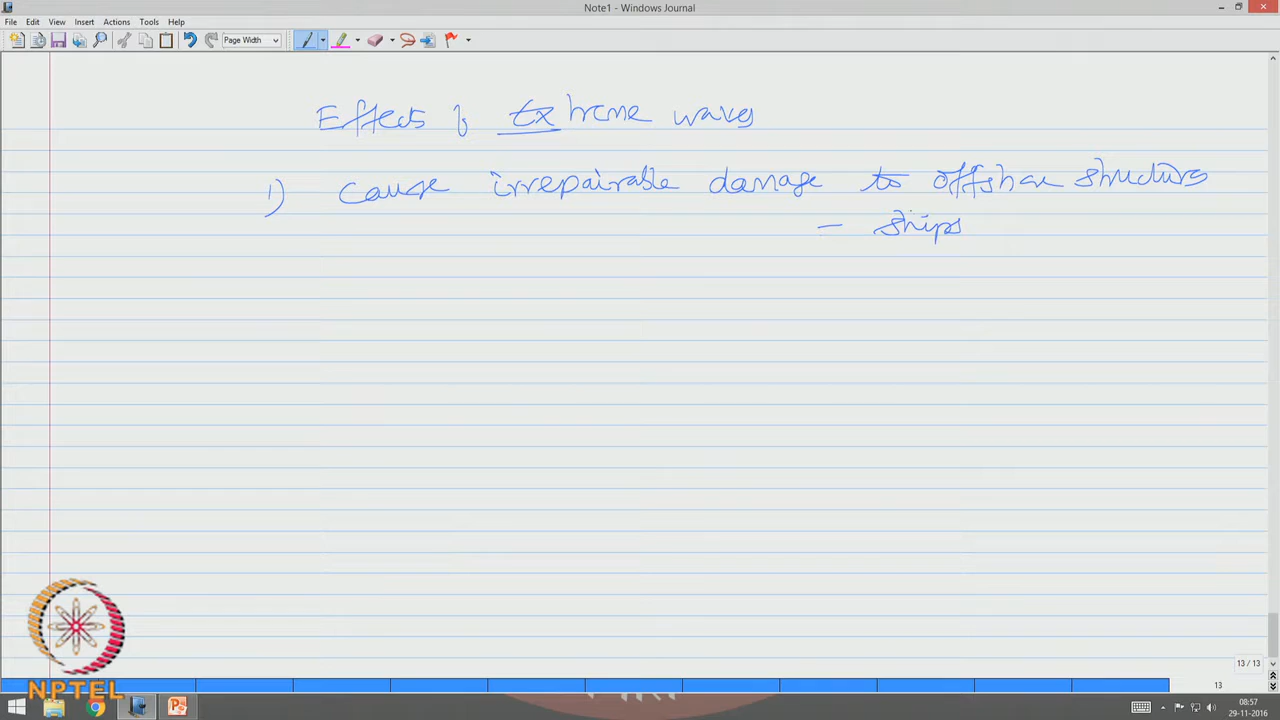 Note1 - Windows Journal
File Edit View Insert Actions Tools Help
Page Width
Effects of Extreme waves
1) Cause irrepairable damage to offshore structures
– ships
13 / 13
13
NPTEL
08:57
29-11-2016